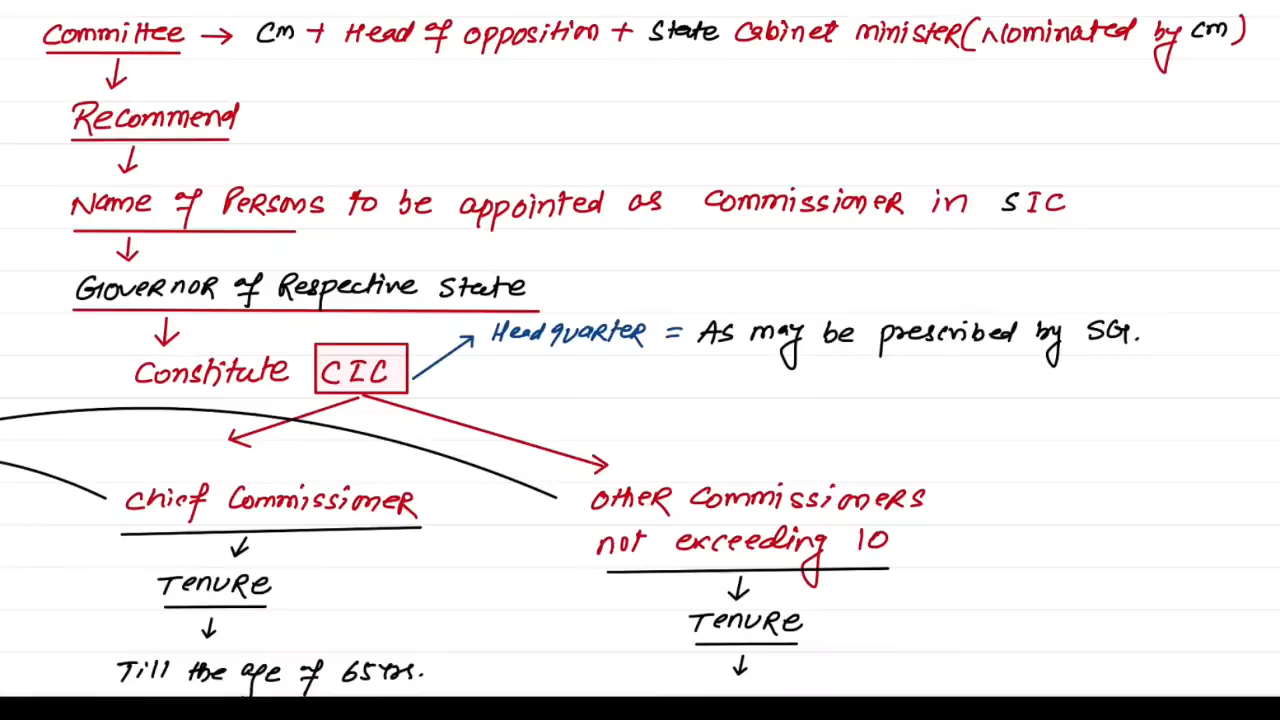 Committee → Cm + Head of opposition + State Cabinet minister (Nominated by cm)
↓
Recommend
↓
Name of Persons to be appointed as Commissioner in SIC
↓
Governor of Respective State
↓
Headquarter = As may be prescribed by SG.
Constitute CIC
Chief Commissioner
Other Commissioners
not exceeding 10
↓
Tenure
↓
Tenure
↓
↓
Till the age of 65 yrs.